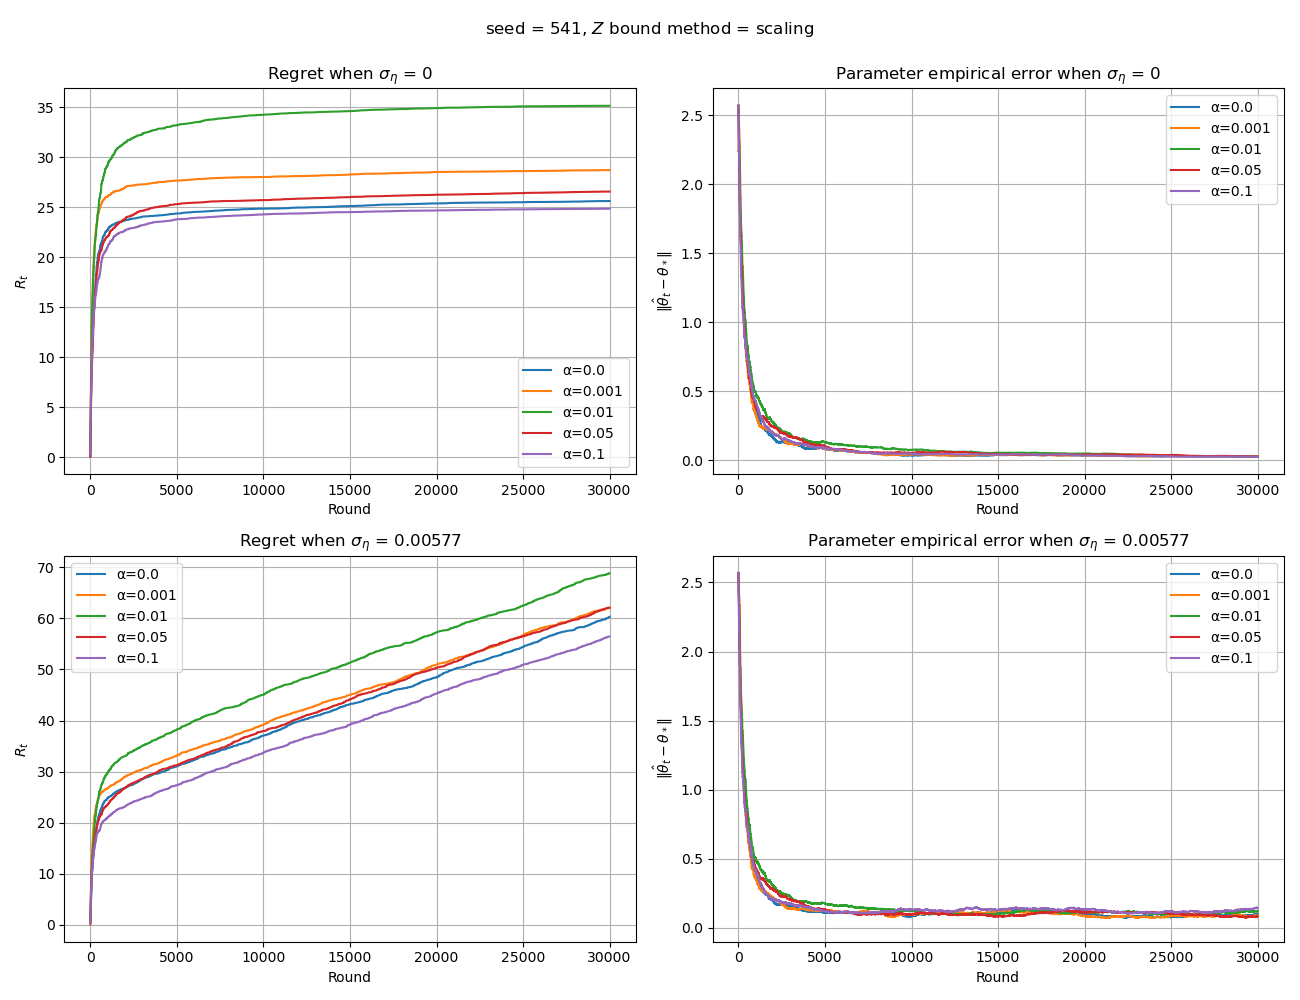 seed = 541, Z bound method = scaling
Regret when σ_η = 0
R_t
35
30
25
20
15
10
5
0
α=0.0
α=0.001
α=0.01
α=0.05
α=0.1
0 5000 10000 15000 20000 25000 30000
Round
Parameter empirical error when σ_η = 0
‖θ̂_t − θ_*‖
2.5
2.0
1.5
1.0
0.5
0.0
α=0.0
α=0.001
α=0.01
α=0.05
α=0.1
0 5000 10000 15000 20000 25000 30000
Round
Regret when σ_η = 0.00577
R_t
70
60
50
40
30
20
10
0
α=0.0
α=0.001
α=0.01
α=0.05
α=0.1
0 5000 10000 15000 20000 25000 30000
Round
Parameter empirical error when σ_η = 0.00577
‖θ̂_t − θ_*‖
2.5
2.0
1.5
1.0
0.5
0.0
α=0.0
α=0.001
α=0.01
α=0.05
α=0.1
0 5000 10000 15000 20000 25000 30000
Round